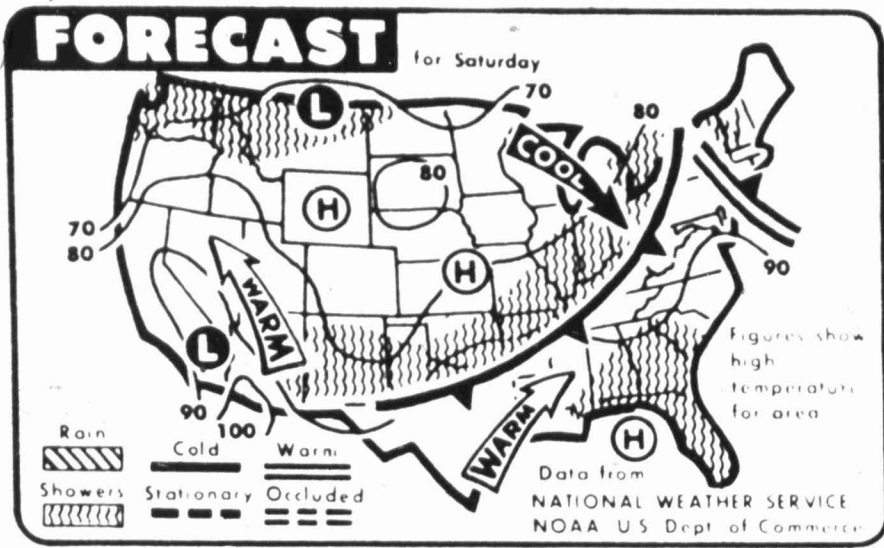 FORECAST
for Saturday
L
70
80
COOL
80
H
70
80
H
90
WARM
L
Figures show
high
temperature
for area
90
100
WARM
H
Rain
Cold
Warm
Showers
Stationary
Occluded
Data from
NATIONAL WEATHER SERVICE
NOAA US Dept of Commerce